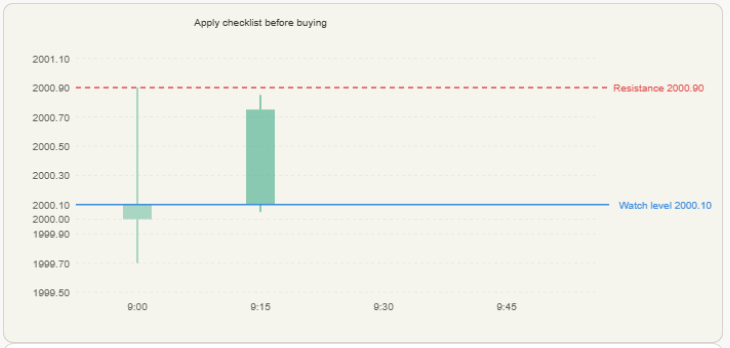 Apply checklist before buying
2001.10
2000.90
Resistance 2000.90
2000.70
2000.50
2000.30
2000.10
Watch level 2000.10
2000.00
1999.90
1999.70
1999.50
9:00 9:15 9:30 9:45